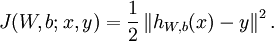 J(W, b; x, y) = \frac{1}{2} \left\| h_{W,b}(x) - y \right\|^2 .